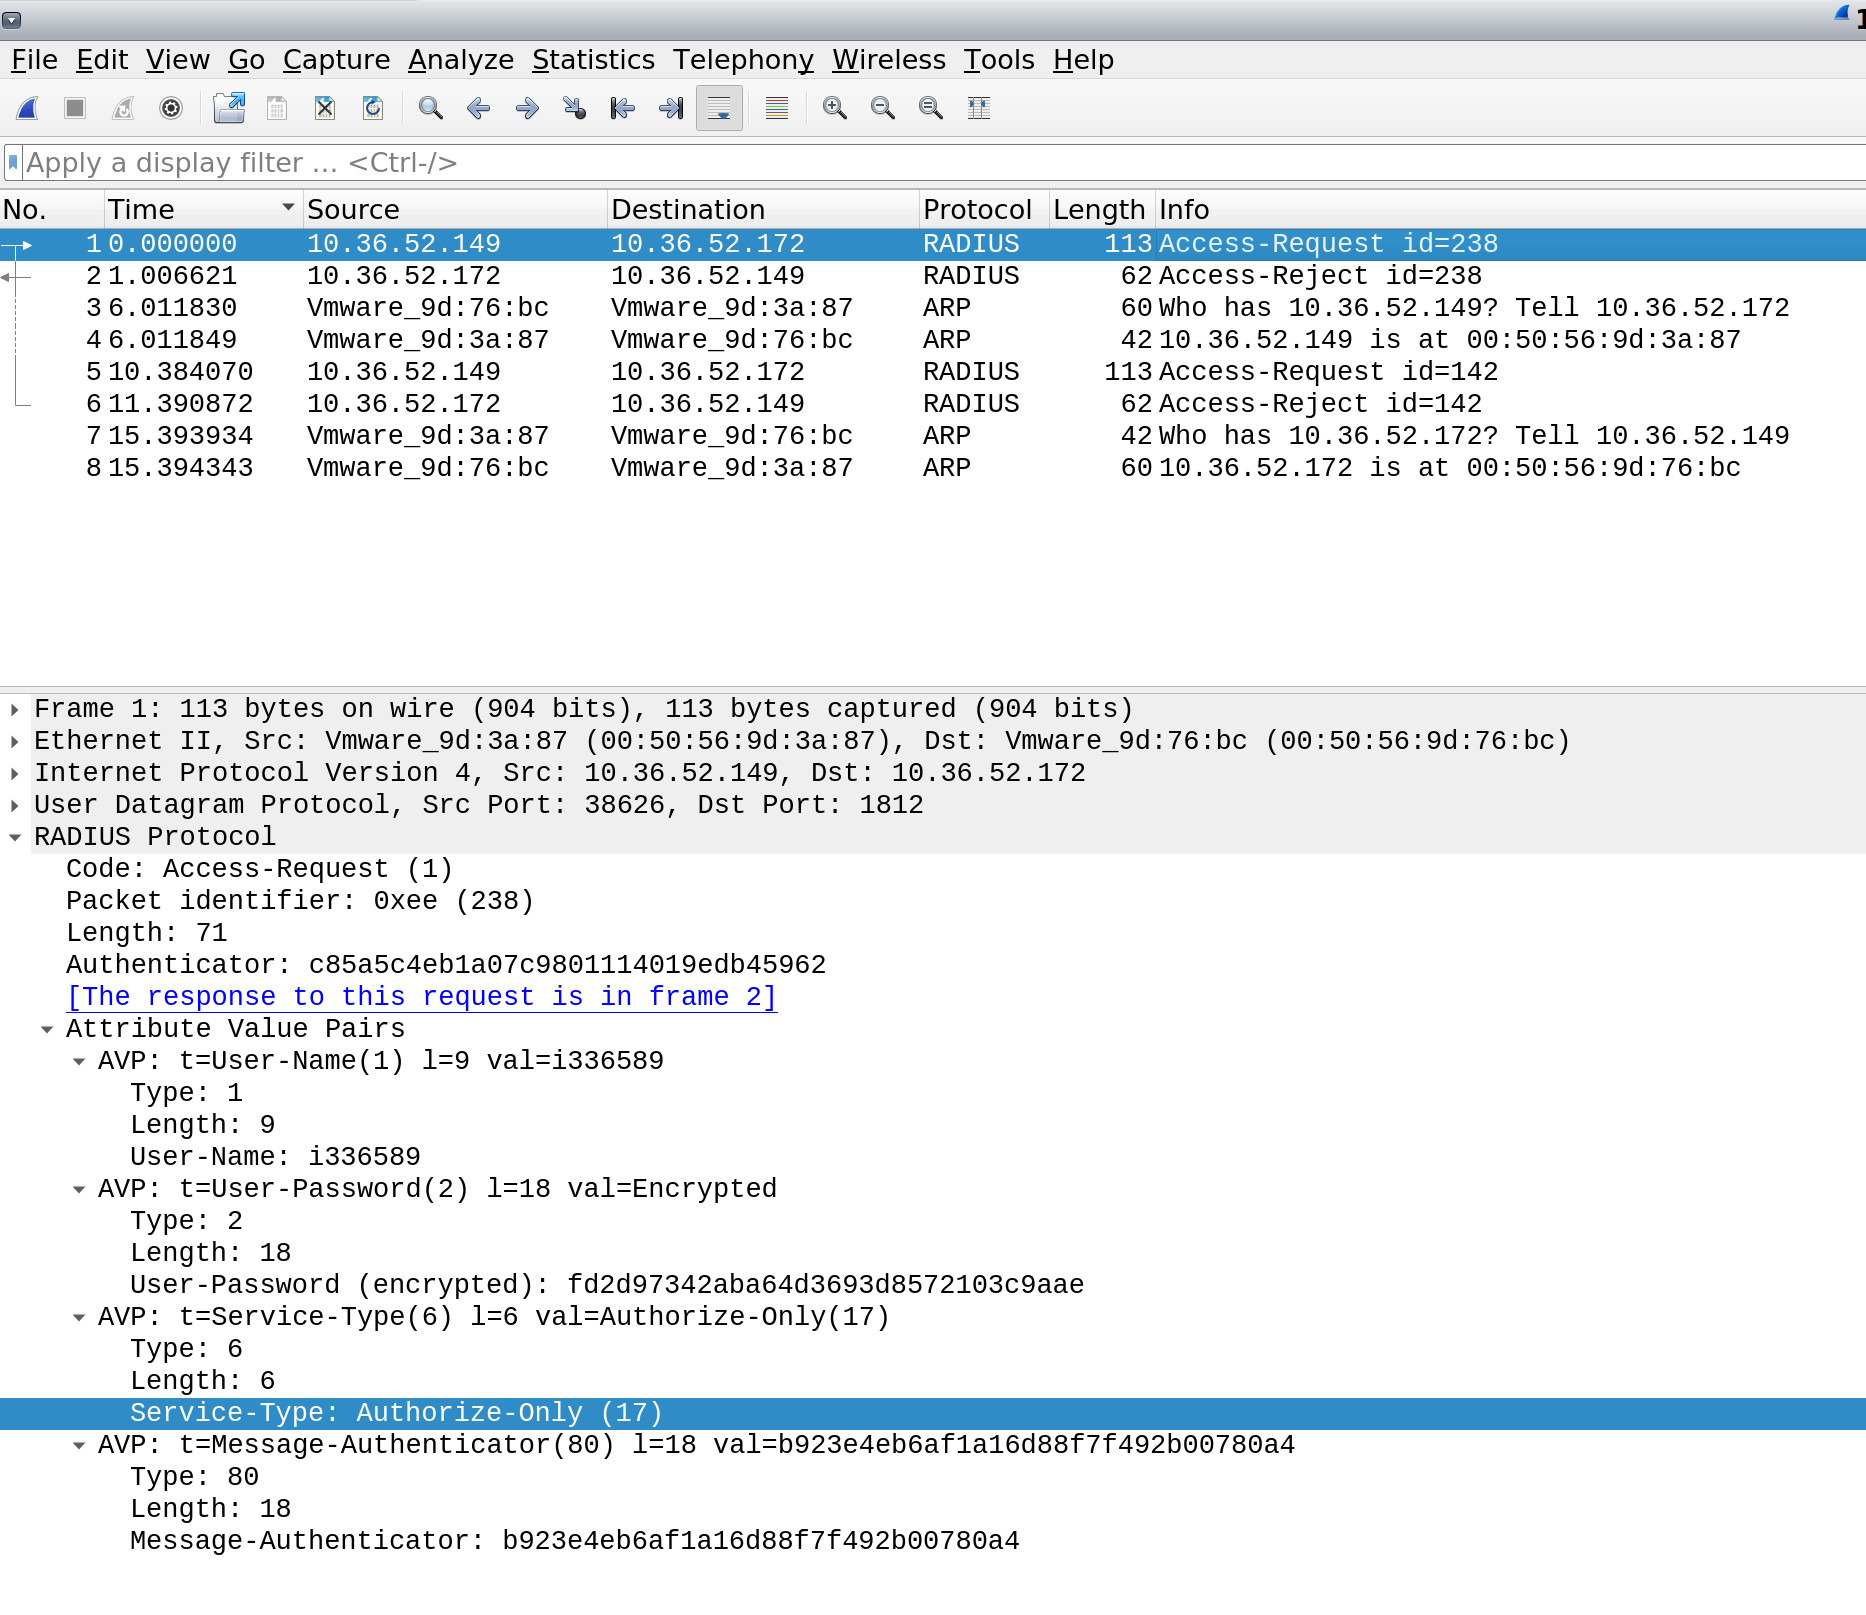 1
File Edit View Go Capture Analyze Statistics Telephony Wireless Tools Help
Apply a display filter ... <Ctrl-/>
No. Time Source Destination Protocol Length Info
1 0.000000 10.36.52.149 10.36.52.172 RADIUS 113 Access-Request id=238
2 1.006621 10.36.52.172 10.36.52.149 RADIUS 62 Access-Reject id=238
3 6.011830 Vmware_9d:76:bc Vmware_9d:3a:87 ARP 60 Who has 10.36.52.149? Tell 10.36.52.172
4 6.011849 Vmware_9d:3a:87 Vmware_9d:76:bc ARP 42 10.36.52.149 is at 00:50:56:9d:3a:87
5 10.384070 10.36.52.149 10.36.52.172 RADIUS 113 Access-Request id=142
6 11.390872 10.36.52.172 10.36.52.149 RADIUS 62 Access-Reject id=142
7 15.393934 Vmware_9d:3a:87 Vmware_9d:76:bc ARP 42 Who has 10.36.52.172? Tell 10.36.52.149
8 15.394343 Vmware_9d:76:bc Vmware_9d:3a:87 ARP 60 10.36.52.172 is at 00:50:56:9d:76:bc
Frame 1: 113 bytes on wire (904 bits), 113 bytes captured (904 bits)
Ethernet II, Src: Vmware_9d:3a:87 (00:50:56:9d:3a:87), Dst: Vmware_9d:76:bc (00:50:56:9d:76:bc)
Internet Protocol Version 4, Src: 10.36.52.149, Dst: 10.36.52.172
User Datagram Protocol, Src Port: 38626, Dst Port: 1812
RADIUS Protocol
Code: Access-Request (1)
Packet identifier: 0xee (238)
Length: 71
Authenticator: c85a5c4eb1a07c9801114019edb45962
[The response to this request is in frame 2]
Attribute Value Pairs
AVP: t=User-Name(1) l=9 val=i336589
Type: 1
Length: 9
User-Name: i336589
AVP: t=User-Password(2) l=18 val=Encrypted
Type: 2
Length: 18
User-Password (encrypted): fd2d97342aba64d3693d8572103c9aae
AVP: t=Service-Type(6) l=6 val=Authorize-Only(17)
Type: 6
Length: 6
Service-Type: Authorize-Only (17)
AVP: t=Message-Authenticator(80) l=18 val=b923e4eb6af1a16d88f7f492b00780a4
Type: 80
Length: 18
Message-Authenticator: b923e4eb6af1a16d88f7f492b00780a4